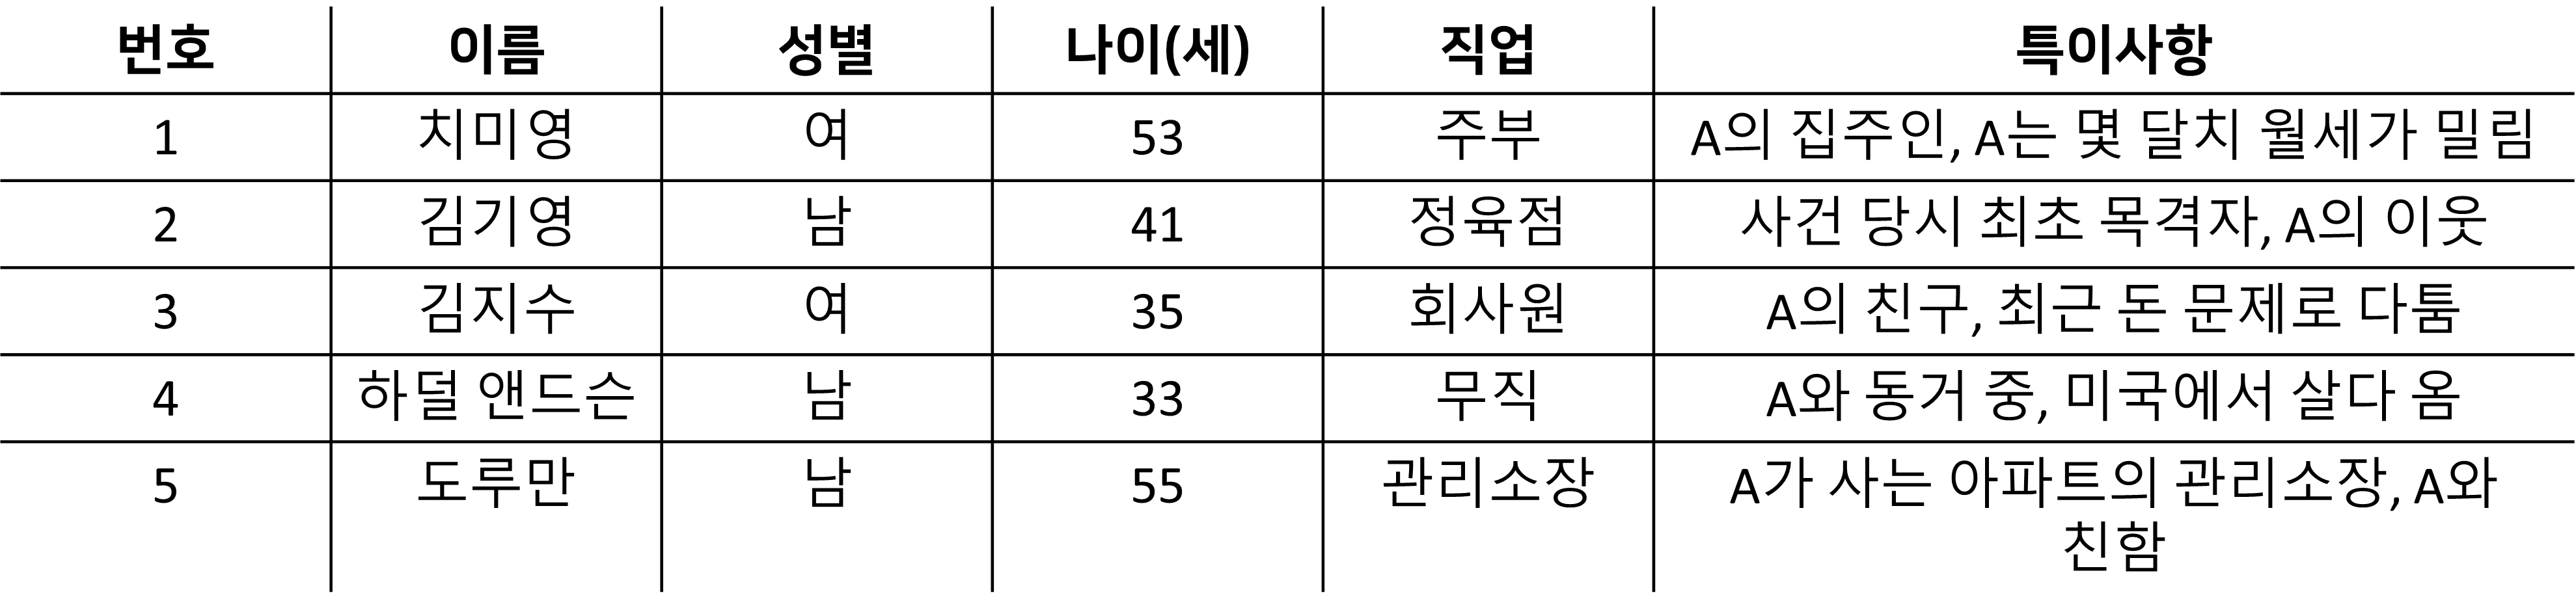 번호 이름 성별 나이(세) 직업 특이사항
1 치미영 여 53 주부 A의 집주인, A는 몇 달치 월세가 밀림
2 김기영 남 41 정육점 사건 당시 최초 목격자, A의 이웃
3 김지수 여 35 회사원 A의 친구, 최근 돈 문제로 다툼
4 하덜 앤드슨 남 33 무직 A와 동거 중, 미국에서 살다 옴
5 도루만 남 55 관리소장 A가 사는 아파트의 관리소장, A와
친함